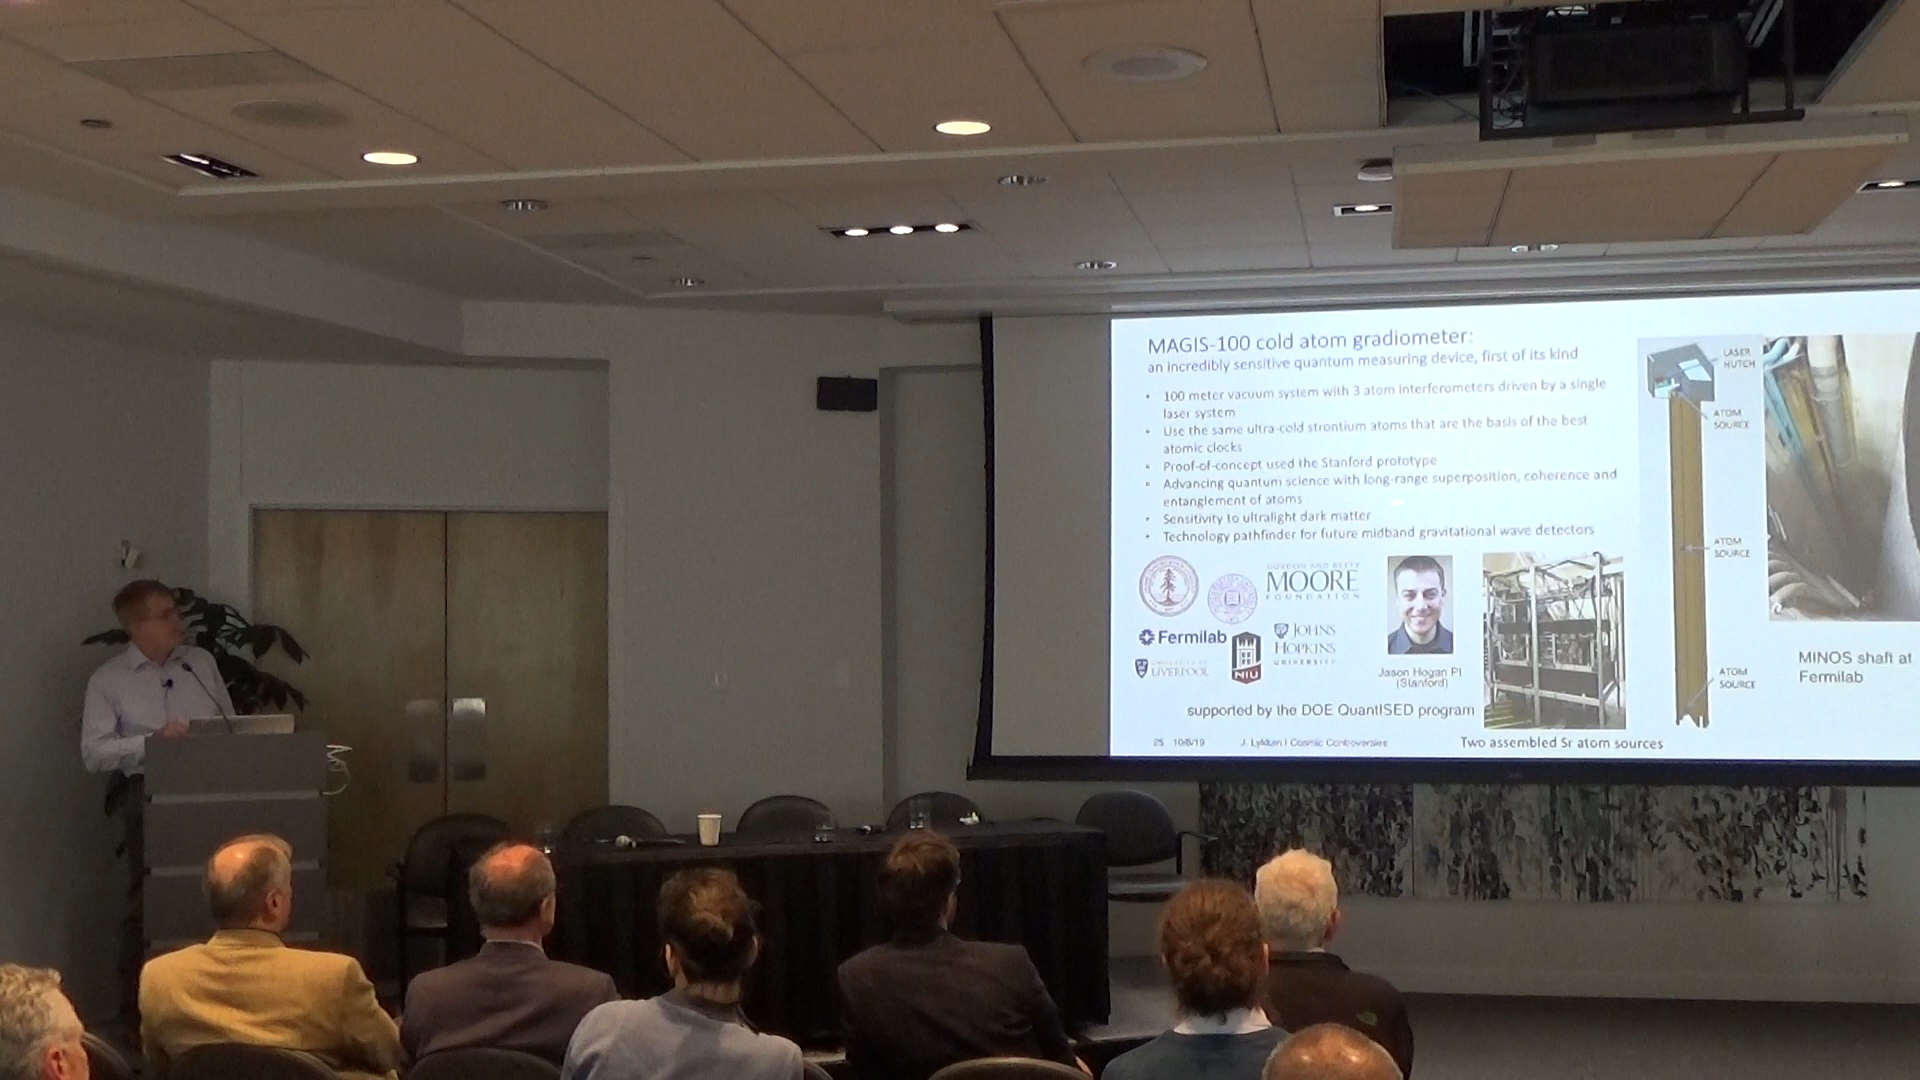 MAGIS-100 cold atom gradiometer:
an incredibly sensitive quantum measuring device, first of its kind
• 100 meter vacuum system with 3 atom interferometers driven by a single
laser system
• Use the same ultra-cold strontium atoms that are the basis of the best
atomic clocks
• Proof-of-concept used the Stanford prototype
• Advancing quantum science with long-range superposition, coherence and
entanglement of atoms
• Sensitivity to ultralight dark matter
• Technology pathfinder for future midband gravitational wave detectors
GORDON AND BETTY
MOORE
FOUNDATION
Fermilab
JOHNS
HOPKINS
UNIVERSITY
UNIVERSITY OF
LIVERPOOL
NIU
Jason Hogan PI
(Stanford)
supported by the DOE QuantISED program
25 10/8/19 J. Lykken | Cosmic Controversies
Two assembled Sr atom sources
LASER
HUTCH
ATOM
SOURCE
ATOM
SOURCE
ATOM
SOURCE
MINOS shaft at
Fermilab